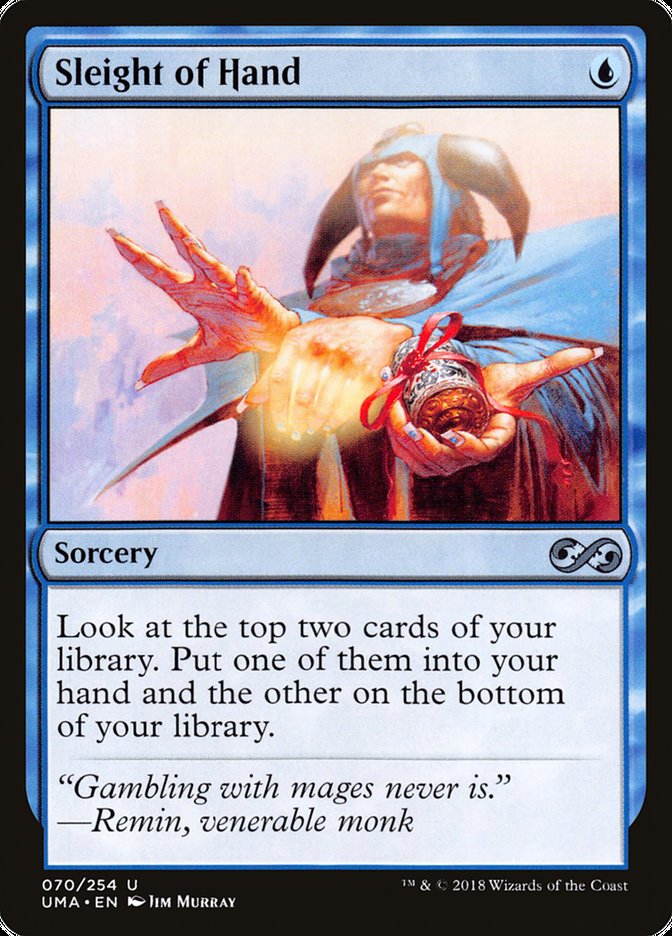 Sleight of Hand
Sorcery
Look at the top two cards of your
library. Put one of them into your
hand and the other on the bottom
of your library.
“Gambling with mages never is.”
—Remin, venerable monk
070/254 U
™ & © 2018 Wizards of the Coast
UMA • EN Jim Murray